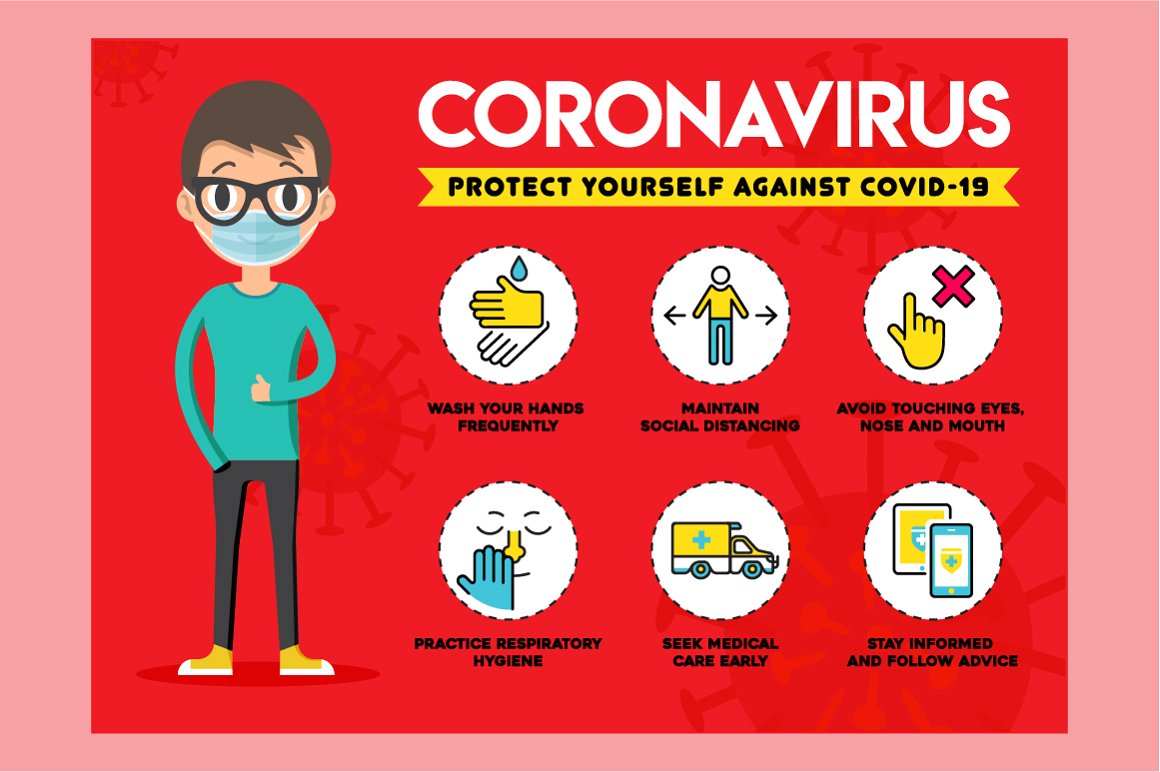 CORONAVIRUS
PROTECT YOURSELF AGAINST COVID-19
WASH YOUR HANDS
FREQUENTLY
MAINTAIN
SOCIAL DISTANCING
AVOID TOUCHING EYES,
NOSE AND MOUTH
PRACTICE RESPIRATORY
HYGIENE
SEEK MEDICAL
CARE EARLY
STAY INFORMED
AND FOLLOW ADVICE